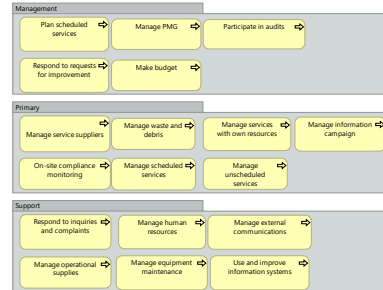 Management
Plan scheduled
services
Manage PMG
Participate in audits
Respond to requests
for improvement
Make budget
Primary
Manage service suppliers
Manage waste and
debris
Manage services
with own resources
Manage information
campaign
On-site compliance
monitoring
Manage scheduled
services
Manage
unscheduled
services
Support
Respond to inquiries
and complaints
Manage human
resources
Manage external
communications
Manage operational
supplies
Manage equipment
maintenance
Use and improve
information systems